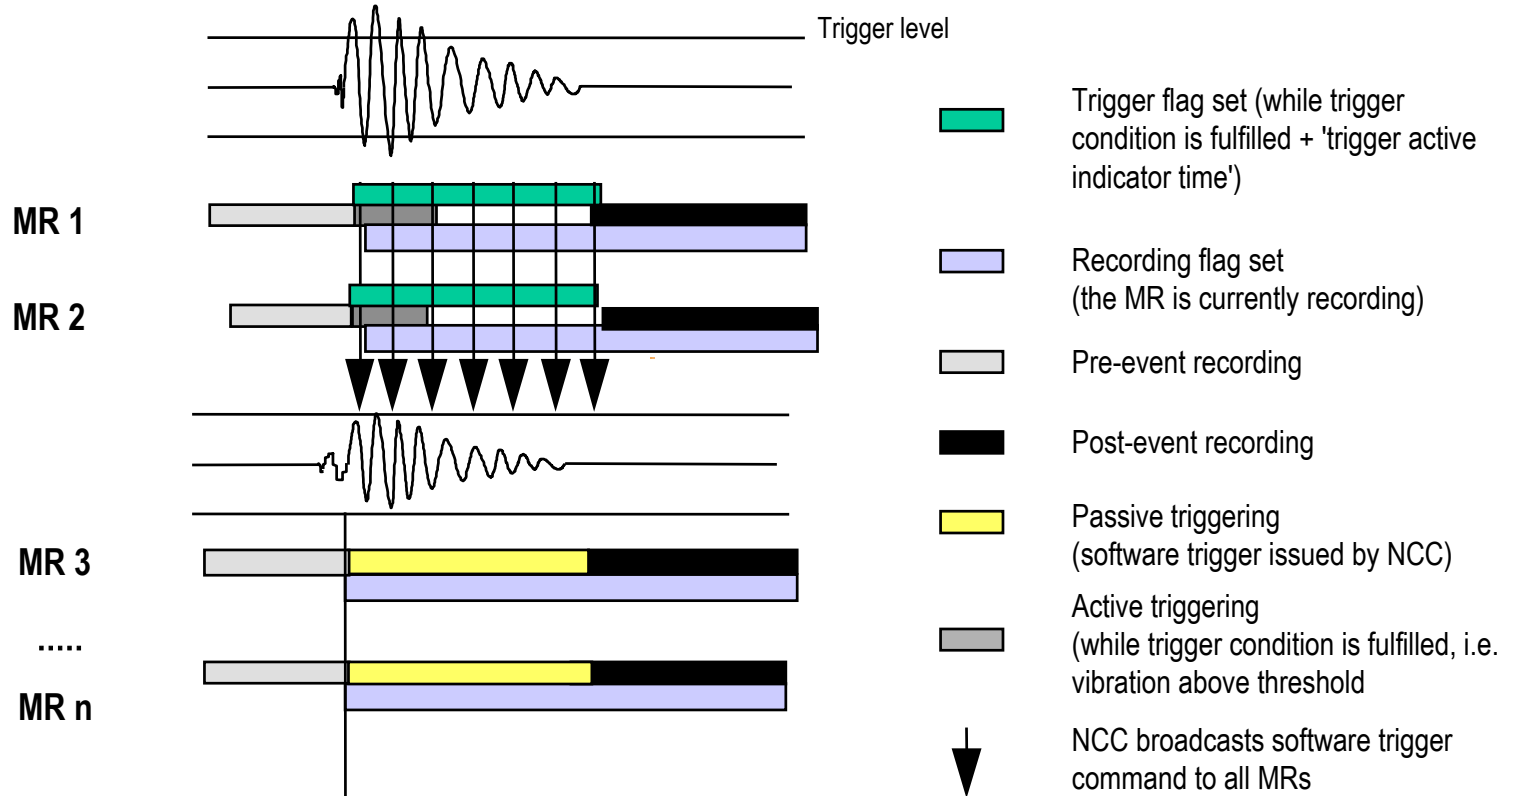 Trigger level
Trigger flag set (while trigger
condition is fulfilled + 'trigger active
indicator time')
MR 1
Recording flag set
(the MR is currently recording)
MR 2
Pre-event recording
Post-event recording
Passive triggering
(software trigger issued by NCC)
MR 3
Active triggering
(while trigger condition is fulfilled, i.e.
vibration above threshold
.....
MR n
NCC broadcasts software trigger
command to all MRs